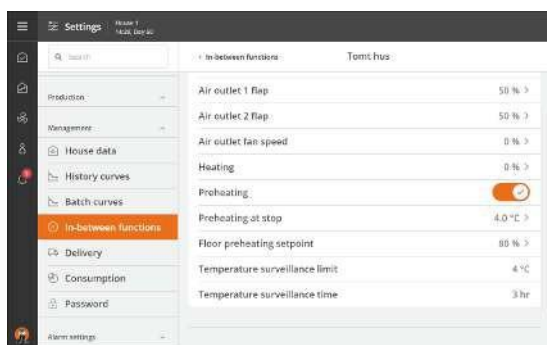 Settings
House 1
In-between functions
Tomt hus
Production
Management
House data
History curves
Batch curves
In-between functions
Delivery
Consumption
Password
Alarm settings
Air outlet 1 flap 50 %
Air outlet 2 flap 50 %
Air outlet fan speed 0 %
Heating 0 %
Preheating
Preheating at stop 4.0 °C
Floor preheating setpoint 80 %
Temperature surveillance limit 4 °C
Temperature surveillance time 3 hr